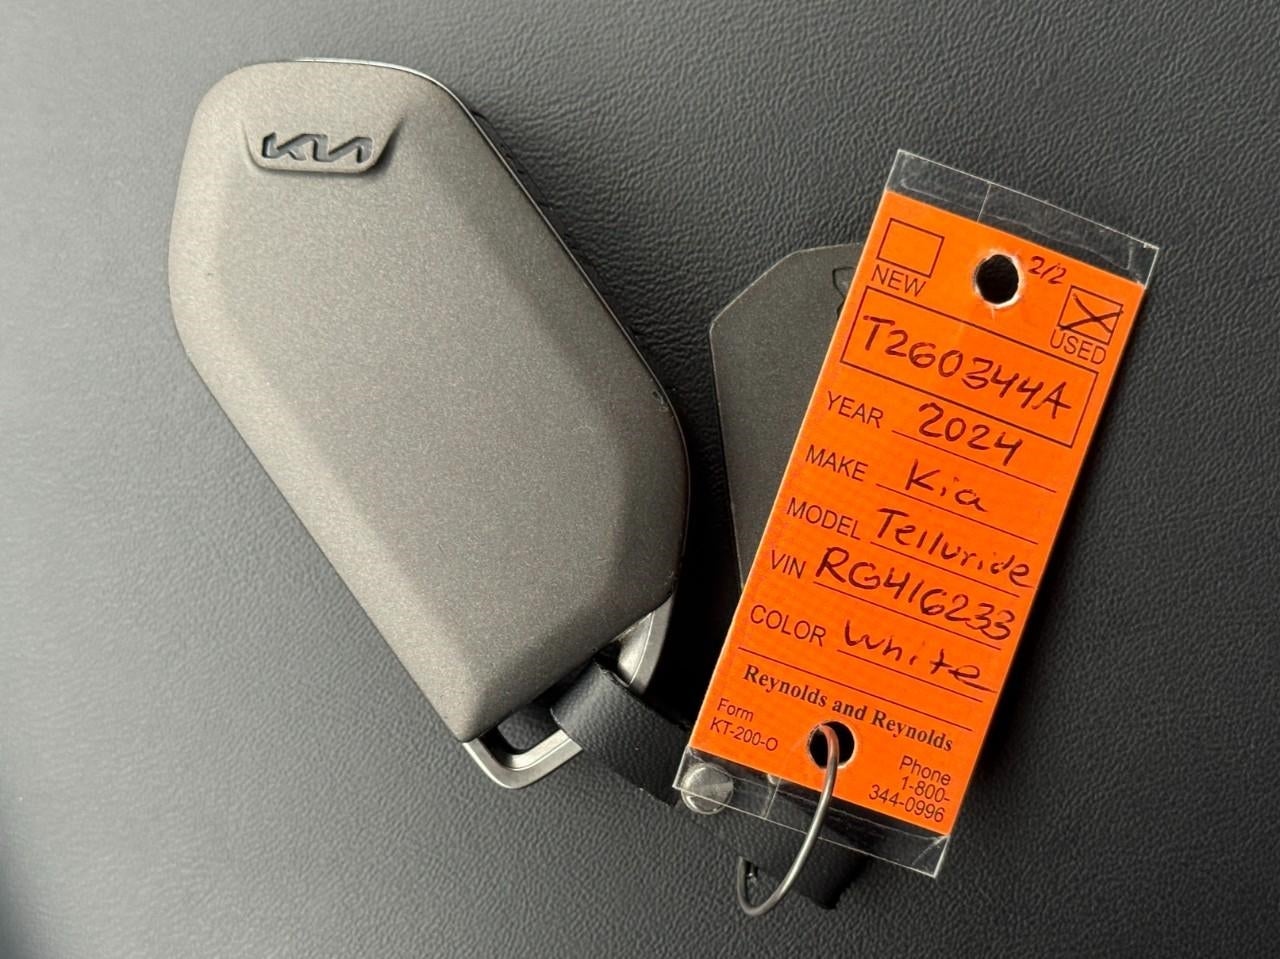 KIA
2/2
NEW
USED
T260344A
YEAR 2024
MAKE Kia
MODEL Telluride
VIN RG416233
COLOR White
Reynolds and Reynolds
Form
KT-200-O
Phone
1-800-
344-0996